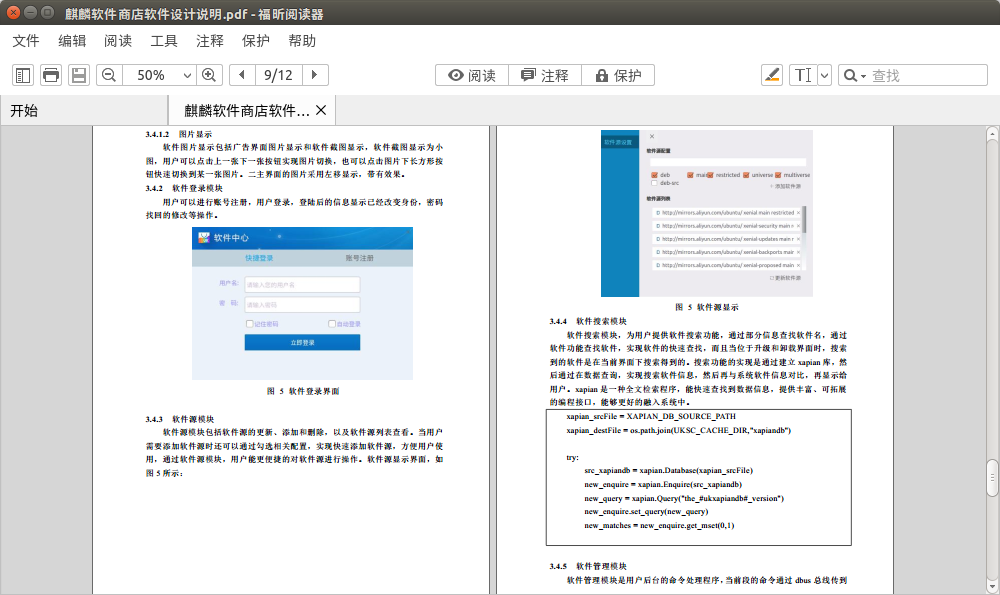 麒麟软件商店软件设计说明.pdf - 福昕阅读器
文件 编辑 阅读 工具 注释 保护 帮助
50% 9/12 阅读 注释 保护 查找
开始 麒麟软件商店软件...
3.4.1.2 图片显示
软件图片显示包括广告界面图片显示和软件截图显示，软件截图显示为小
图，用户可以点击上一张下一张按钮实现图片切换，也可以点击图片下长方形按
钮快速切换到某一张图片。二主界面的图片采用左移显示，带有效果。
3.4.2 软件登录模块
用户可以进行账号注册，用户登录，登陆后的信息显示已经改变身份，密码
找回的修改等操作。
软件中心
快捷登录 账号注册
用户名: 请输入您的用户名
密 码: 请输入密码
记住密码 自动登录
立即登录
图 5 软件登录界面
3.4.3 软件源模块
软件源模块包括软件源的更新、添加和删除，以及软件源列表查看。当用户
需要添加软件源时还可以通过勾选相关配置，实现快速添加软件源，方便用户使
用，通过软件源模块，用户能更便捷的对软件源进行操作。软件源显示界面，如
图 5 所示：
软件源设置
软件源配置
deb main restricted universe multiverse
deb-src
添加软件源
软件源列表
http://mirrors.aliyun.com/ubuntu/ xenial main restricted
http://mirrors.aliyun.com/ubuntu/ xenial-security main r
http://mirrors.aliyun.com/ubuntu/ xenial-updates main r
http://mirrors.aliyun.com/ubuntu/ xenial-backports main
http://mirrors.aliyun.com/ubuntu/ xenial-proposed main
更新软件源
图 5 软件源显示
3.4.4 软件搜索模块
软件搜索模块，为用户提供软件搜索功能，通过部分信息查找软件名，通过
软件功能查找软件，实现软件的快速查找，而且当位于升级和卸载界面时，搜索
到的软件是在当前界面下搜索得到的。搜索功能的实现是通过建立 xapian 库，然
后通过在数据查询，实现搜索软件信息，然后再与系统软件信息对比，再显示给
用户。xapian 是一种全文检索程序，能快速查找到数据信息，提供丰富、可拓展
的编程接口，能够更好的融入系统中。
xapian_srcFile = XAPIAN_DB_SOURCE_PATH
xapian_destFile = os.path.join(UKSC_CACHE_DIR,"xapiandb")
try:
src_xapiandb = xapian.Database(xapian_srcFile)
new_enquire = xapian.Enquire(src_xapiandb)
new_query = xapian.Query("the_#ukxapiandb#_version")
new_enquire.set_query(new_query)
new_matches = new_enquire.get_mset(0,1)
3.4.5 软件管理模块
软件管理模块是用户后台的命令处理程序，当前段的命令通过 dbus 总线传到